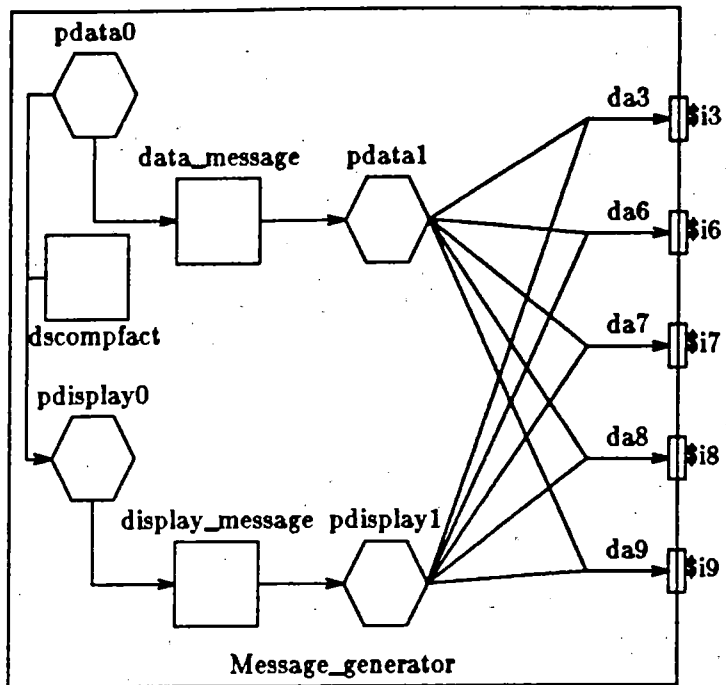 pdata0
da3
$i3
data_message
pdata1
da6
$i6
dscompfact
da7
$i7
pdisplay0
da8
$i8
display_message
pdisplay1
da9
$i9
Message_generator